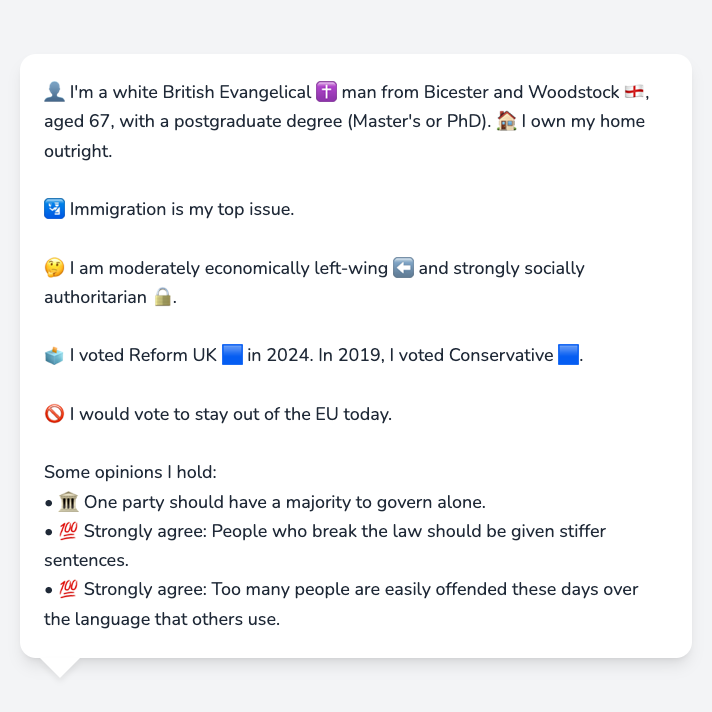 👤 I'm a white British Evangelical ✝️ man from Bicester and Woodstock 🏴󠁧󠁢󠁥󠁮󠁧󠁿,
aged 67, with a postgraduate degree (Master's or PhD). 🏠 I own my home
outright.
🛂 Immigration is my top issue.
🤔 I am moderately economically left-wing ⬅️ and strongly socially
authoritarian 🔒.
🗳️ I voted Reform UK 🟦 in 2024. In 2019, I voted Conservative 🟦.
🚫 I would vote to stay out of the EU today.
Some opinions I hold:
• 🏛️ One party should have a majority to govern alone.
• 💯 Strongly agree: People who break the law should be given stiffer
sentences.
• 💯 Strongly agree: Too many people are easily offended these days over
the language that others use.